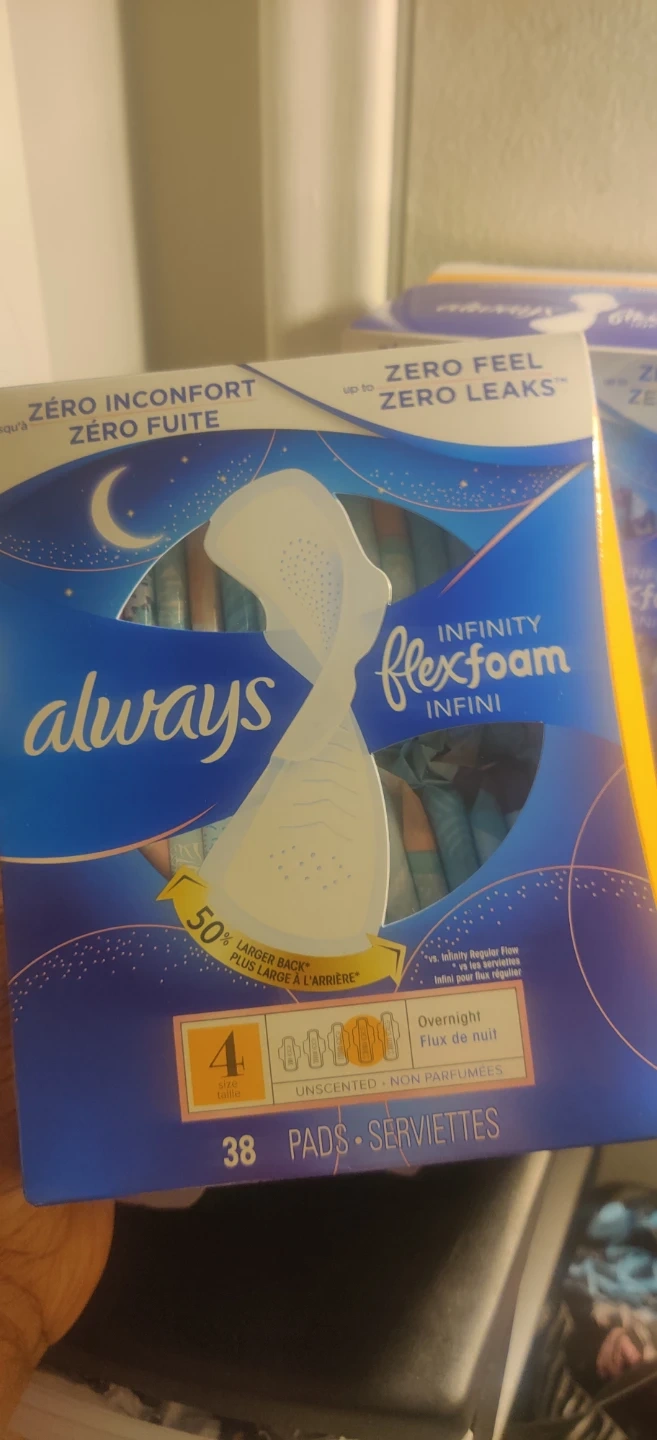 always
ZÉRO INCONFORT
ZÉRO FUITE
up to ZERO FEEL
ZERO LEAKS™
always
INFINITY
flexfoam
INFINI
50% LARGER BACK*
PLUS LARGE À L'ARRIÈRE*
*vs. Infinity Regular Flow
* vs les serviettes
Infini pour flux régulier
4
size
taille
Overnight
Flux de nuit
UNSCENTED • NON PARFUMÉES
38 PADS • SERVIETTES